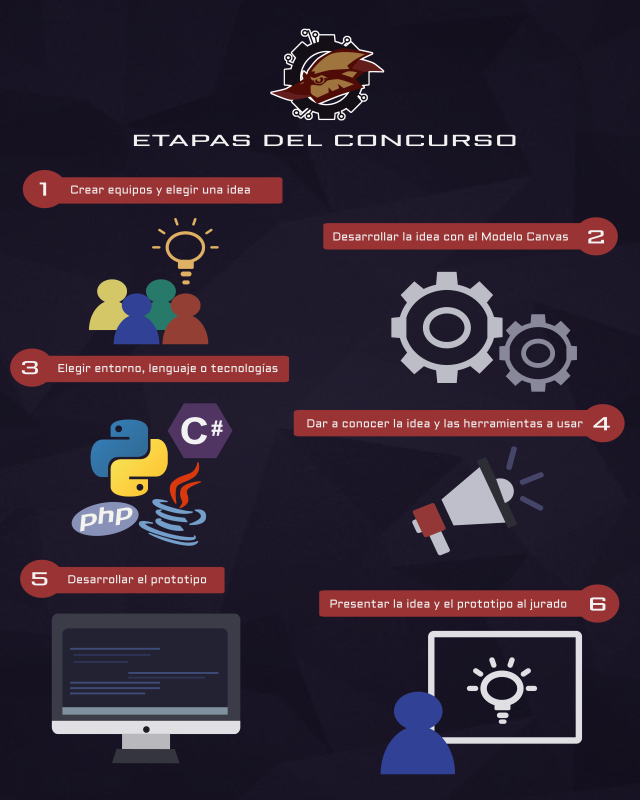 ETAPAS DEL CONCURSO
1 Crear equipos y elegir una idea
Desarrollar la idea con el Modelo Canvas 2
3 Elegir entorno, lenguaje o tecnologías
C#
php
Dar a conocer la idea y las herramientas a usar 4
5 Desarrollar el prototipo
Presentar la idea y el prototipo al jurado 6